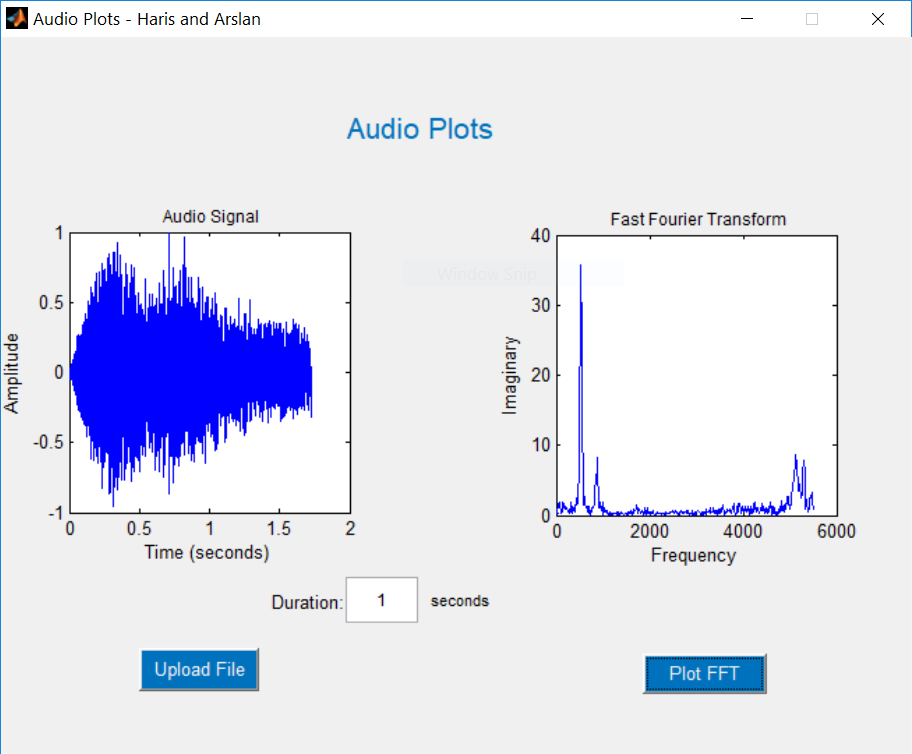 Audio Plots - Haris and Arslan
Audio Plots
Audio Signal
1
0.5
0
-0.5
-1
Amplitude
0 0.5 1 1.5 2
Time (seconds)
Window Snip
Fast Fourier Transform
40
30
20
10
0
Imaginary
0 2000 4000 6000
Frequency
Duration: 1 seconds
Upload File
Plot FFT